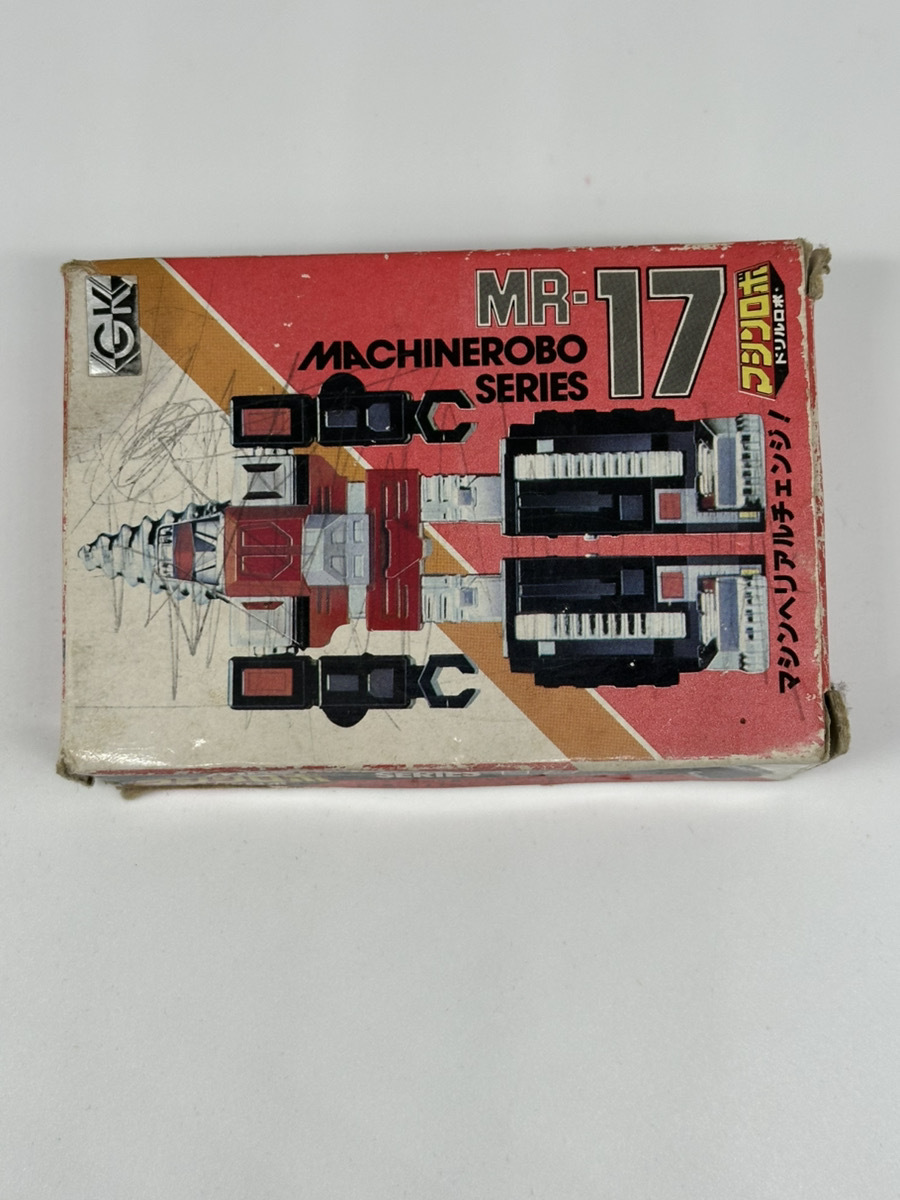 GK
MR-17
MACHINEROBO
SERIES
マシンロボ
ドリルロボ・
マシンへリアルチェンジ!
SERIES